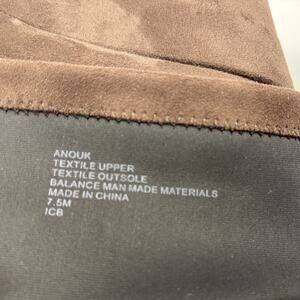 ANOUK
TEXTILE UPPER
TEXTILE OUTSOLE
BALANCE MAN MADE MATERIALS
MADE IN CHINA
7.5M
ICB